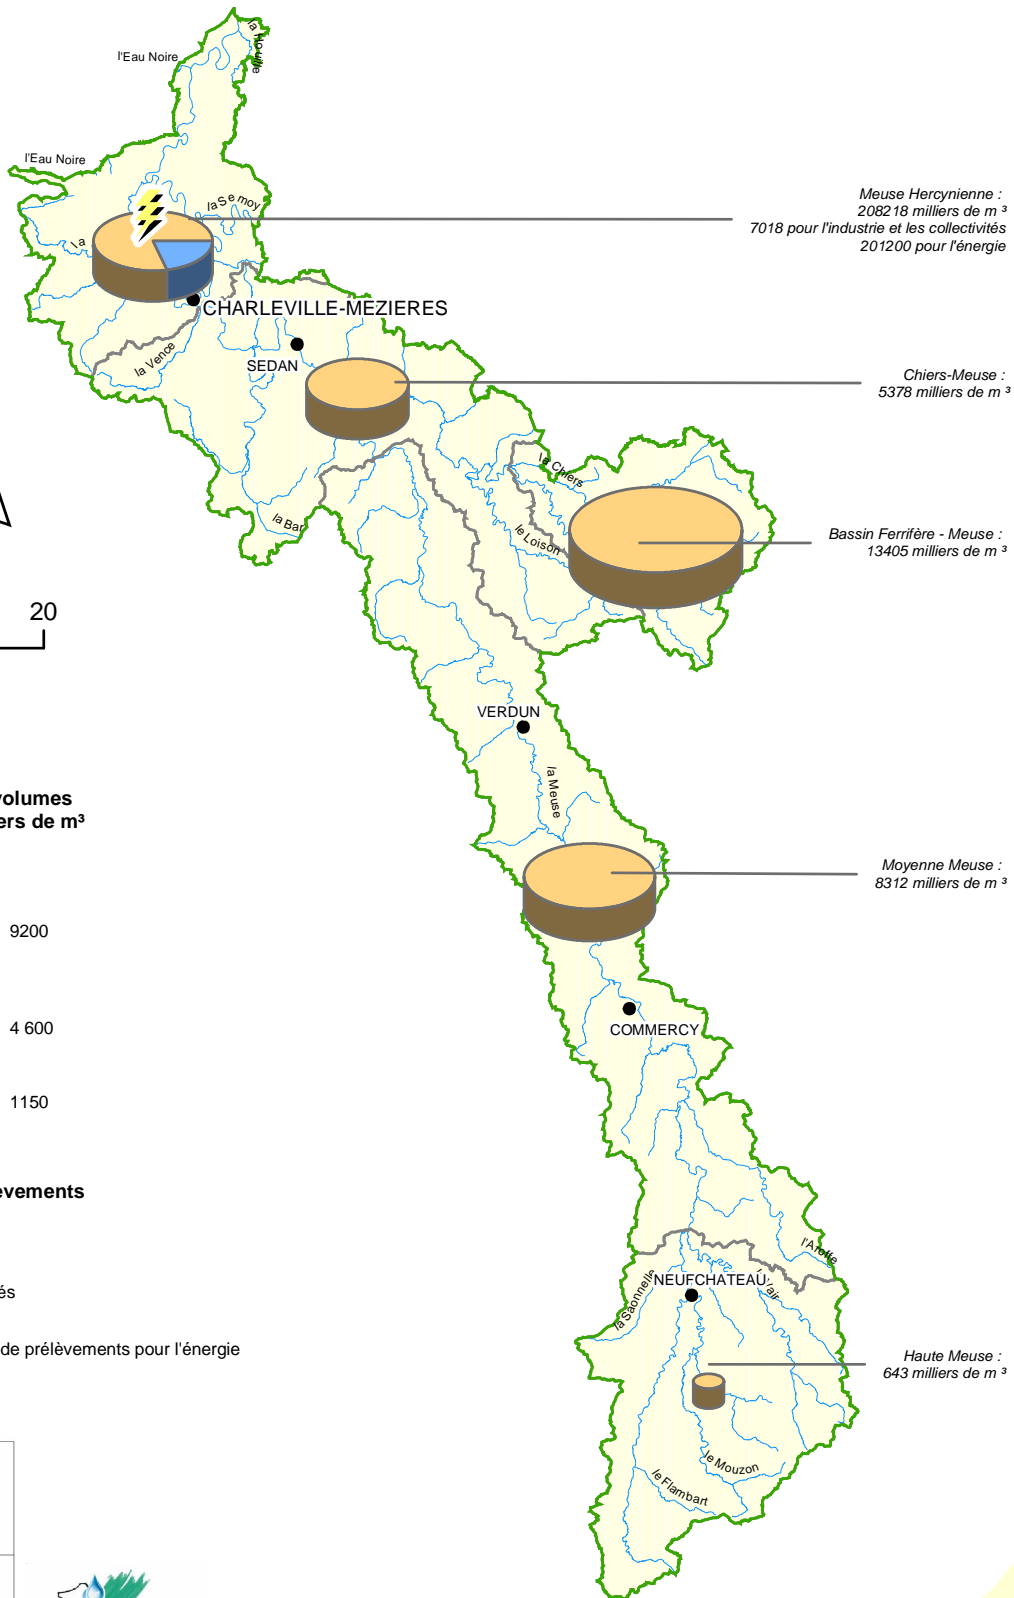 la Houille
l'Eau Noire
l'Eau Noire
la Semoy
la
Meuse Hercynienne :
208218 milliers de m ³
7018 pour l'industrie et les collectivités
201200 pour l'énergie
CHARLEVILLE-MEZIERES
la Vence
SEDAN
Chiers-Meuse :
5378 milliers de m ³
la Chiers
la Bar
le Loison
Bassin Ferrifère - Meuse :
13405 milliers de m ³
20
VERDUN
la Meuse
volumes
ers de m³
Moyenne Meuse :
8312 milliers de m ³
9200
4 600
COMMERCY
1150
èvements
l'Aroffe
la Saonnelle
NEUFCHATEAU
és
de prélèvements pour l'énergie
Haute Meuse :
643 milliers de m ³
le Mouzon
le Flambart